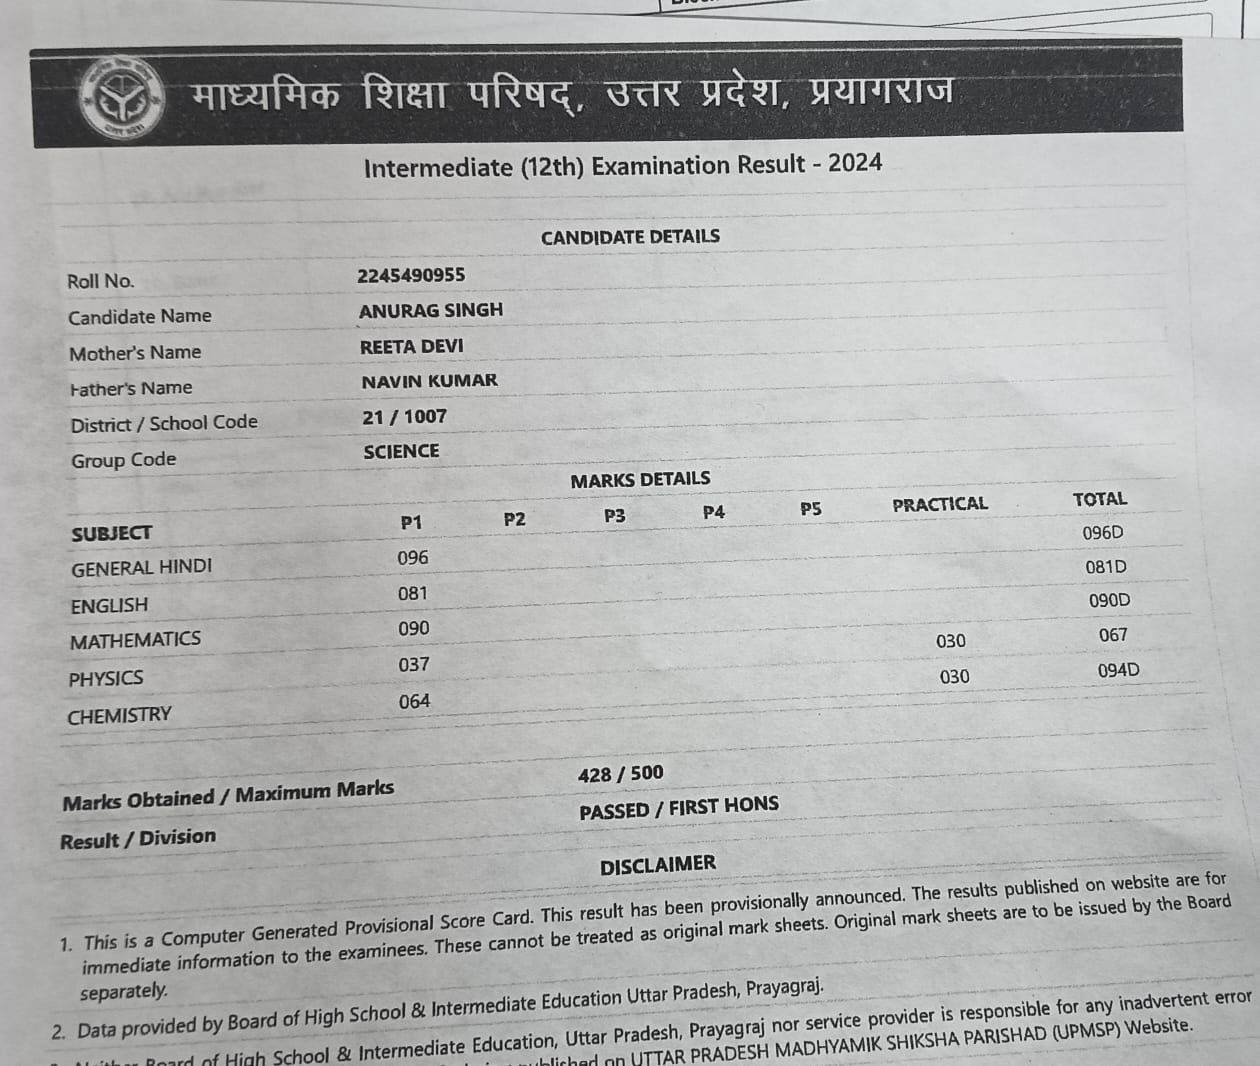 माध्यमिक शिक्षा परिषद्, उत्तर प्रदेश, प्रयागराज
Intermediate (12th) Examination Result - 2024
CANDIDATE DETAILS
Roll No. 2245490955
Candidate Name ANURAG SINGH
Mother's Name REETA DEVI
Father's Name NAVIN KUMAR
District / School Code 21 / 1007
Group Code SCIENCE
MARKS DETAILS
SUBJECT P1 P2 P3 P4 P5 PRACTICAL TOTAL
GENERAL HINDI 096 096D
ENGLISH 081 081D
MATHEMATICS 090 090D
PHYSICS 037 030 067
CHEMISTRY 064 030 094D
Marks Obtained / Maximum Marks 428 / 500
Result / Division PASSED / FIRST HONS
DISCLAIMER
1. This is a Computer Generated Provisional Score Card. This result has been provisionally announced. The results published on website are for
immediate information to the examinees. These cannot be treated as original mark sheets. Original mark sheets are to be issued by the Board
separately.
2. Data provided by Board of High School & Intermediate Education Uttar Pradesh, Prayagraj.
Board of High School & Intermediate Education, Uttar Pradesh, Prayagraj nor service provider is responsible for any inadvertent error
on UTTAR PRADESH MADHYAMIK SHIKSHA PARISHAD (UPMSP) Website.